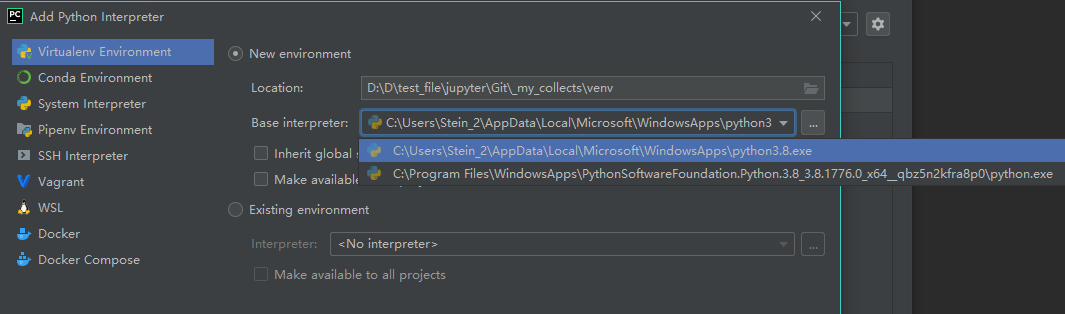 PC Add Python Interpreter
Virtualenv Environment
Conda Environment
System Interpreter
Pipenv Environment
SSH Interpreter
Vagrant
WSL
Docker
Docker Compose
New environment
Location: D:\D\test_file\jupyter\Git\_my_collects\venv
Base interpreter: C:\Users\Stein_2\AppData\Local\Microsoft\WindowsApps\python3 ...
C:\Users\Stein_2\AppData\Local\Microsoft\WindowsApps\python3.8.exe
C:\Program Files\WindowsApps\PythonSoftwareFoundation.Python.3.8_3.8.1776.0_x64__qbz5n2kfra8p0\python.exe
Inherit global
Make available
Existing environment
Interpreter: <No interpreter> ...
Make available to all projects